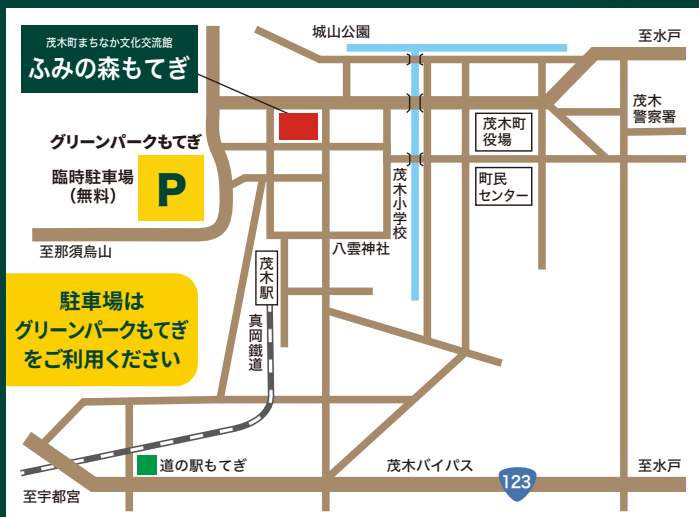 城山公園
至水戸
茂木町まちなか文化交流館
ふみの森もてぎ
茂木
警察署
茂木町
役場
グリーンパークもてぎ
臨時駐車場
(無料)
P
町民
センター
茂木小学校
至那須烏山
八雲神社
茂木駅
真岡鐵道
駐車場は
グリーンパークもてぎ
をご利用ください
道の駅もてぎ
茂木バイパス
123
至水戸
至宇都宮